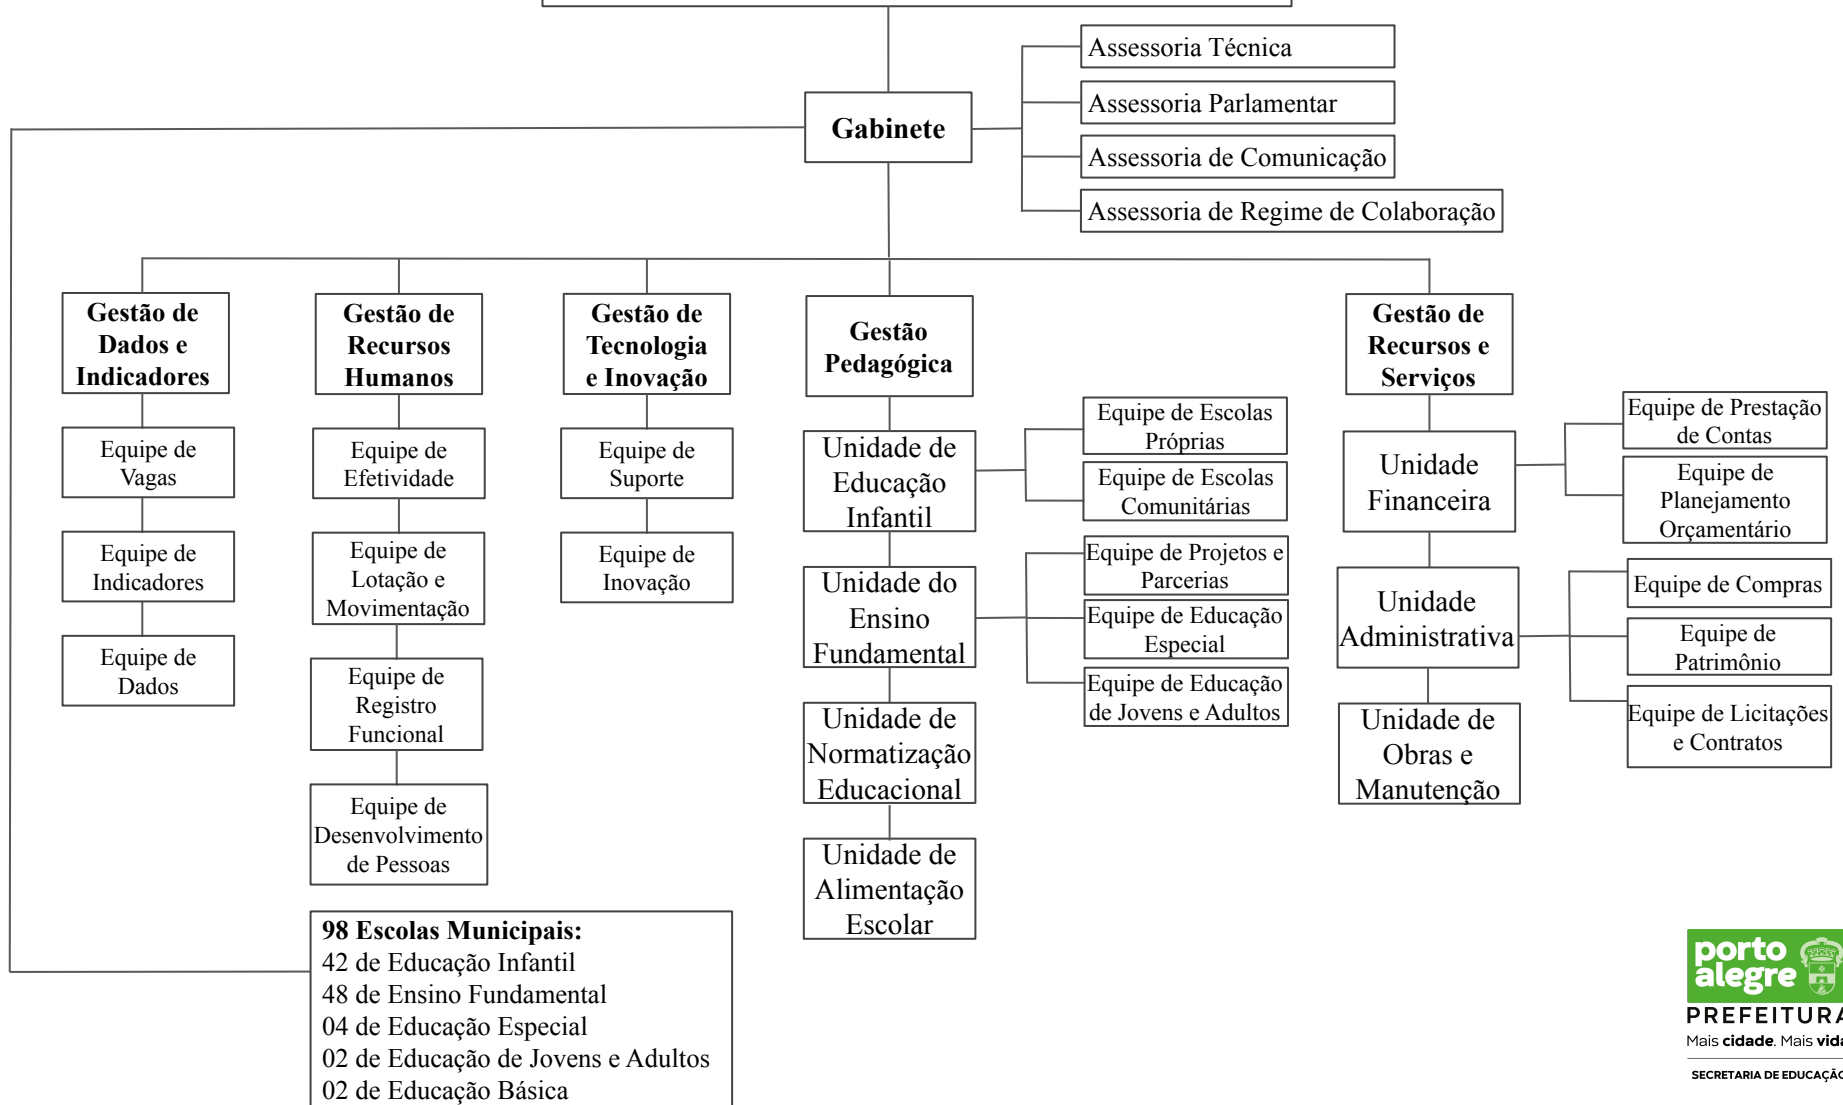 Assessoria Técnica
Assessoria Parlamentar
Gabinete
Assessoria de Comunicação
Assessoria de Regime de Colaboração
Gestão de
Dados e
Indicadores
Equipe de
Vagas
Equipe de
Indicadores
Equipe de
Dados
Gestão de
Recursos
Humanos
Equipe de
Efetividade
Equipe de
Lotação e
Movimentação
Equipe de
Registro
Funcional
Equipe de
Desenvolvimento
de Pessoas
Gestão de
Tecnologia
e Inovação
Equipe de
Suporte
Equipe de
Inovação
Gestão
Pedagógica
Unidade de
Educação
Infantil
Equipe de Escolas
Próprias
Equipe de Escolas
Comunitárias
Unidade do
Ensino
Fundamental
Equipe de Projetos e
Parcerias
Equipe de Educação
Especial
Equipe de Educação
de Jovens e Adultos
Unidade de
Normatização
Educacional
Unidade de
Alimentação
Escolar
Gestão de
Recursos e
Serviços
Unidade
Financeira
Equipe de Prestação
de Contas
Equipe de
Planejamento
Orçamentário
Unidade
Administrativa
Equipe de Compras
Equipe de
Patrimônio
Equipe de Licitações
e Contratos
Unidade de
Obras e
Manutenção
98 Escolas Municipais:
42 de Educação Infantil
48 de Ensino Fundamental
04 de Educação Especial
02 de Educação de Jovens e Adultos
02 de Educação Básica
porto
alegre
PREFEITURA
Mais cidade. Mais vida
SECRETARIA DE EDUCAÇÃO